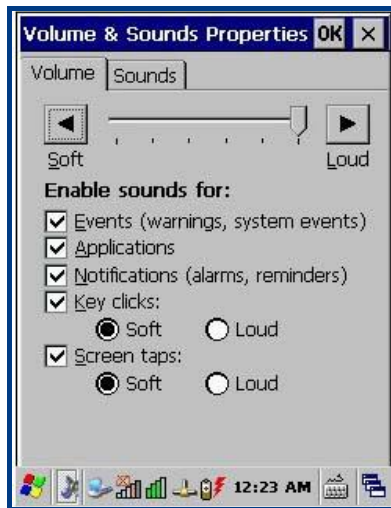 Volume & Sounds Properties OK ×
Volume Sounds
Soft Loud
Enable sounds for:
Events (warnings, system events)
Applications
Notifications (alarms, reminders)
Key clicks:
Soft Loud
Screen taps:
Soft Loud
12:23 AM